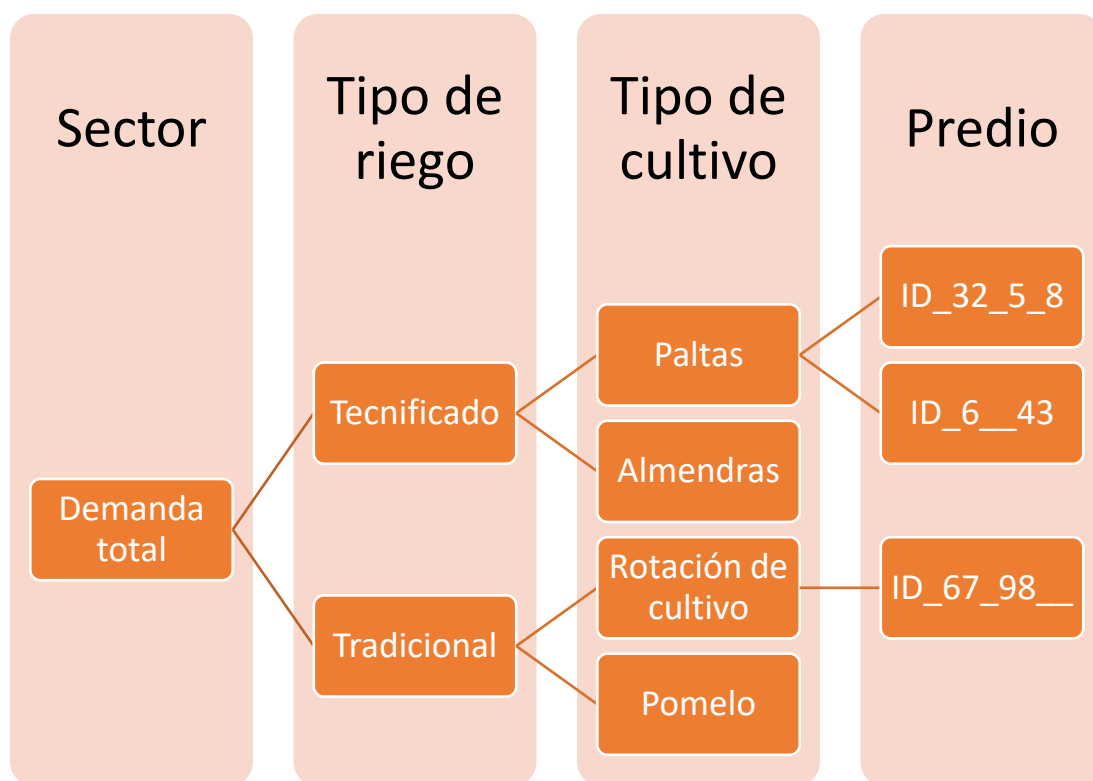 Sector
Tipo de
riego
Tipo de
cultivo
Predio
Demanda
total
Tecnificado
Tradicional
Paltas
Almendras
Rotación de
cultivo
Pomelo
ID_32_5_8
ID_6__43
ID_67_98__